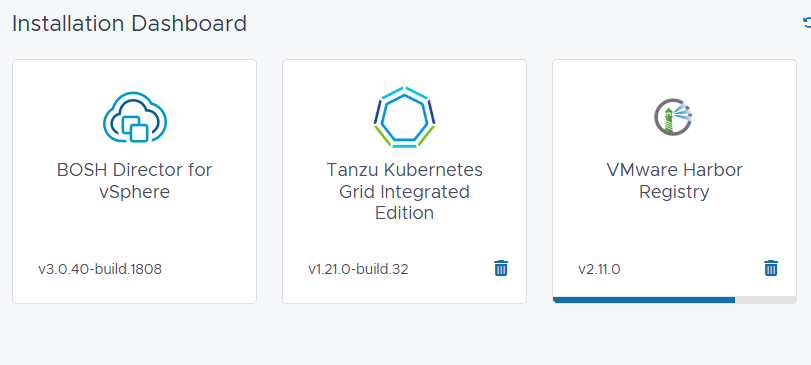 Installation Dashboard
BOSH Director for
vSphere
v3.0.40-build.1808
Tanzu Kubernetes
Grid Integrated
Edition
v1.21.0-build.32
VMware Harbor
Registry
v2.11.0